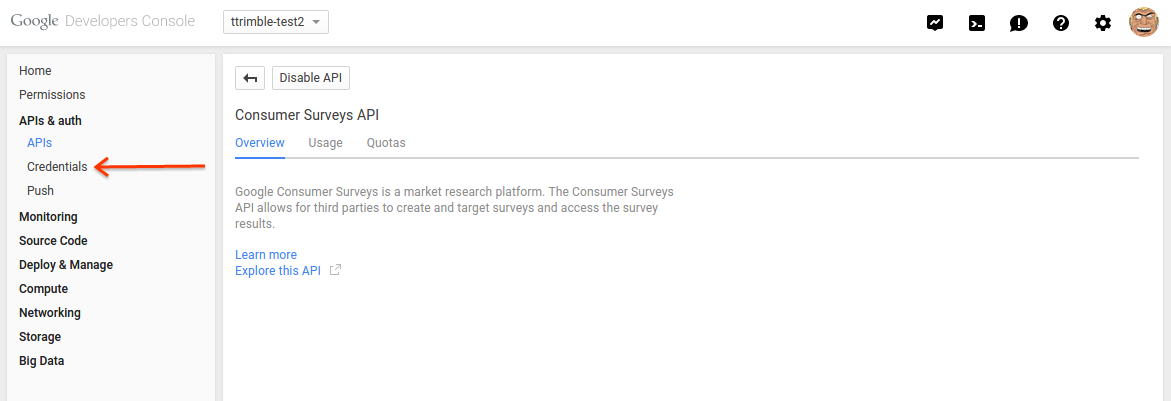 Google Developers Console
ttrimble-test2
Home
Permissions
APIs & auth
APIs
Credentials
Push
Monitoring
Source Code
Deploy & Manage
Compute
Networking
Storage
Big Data
Disable API
Consumer Surveys API
Overview Usage Quotas
Google Consumer Surveys is a market research platform. The Consumer Surveys
API allows for third parties to create and target surveys and access the survey
results.
Learn more
Explore this API